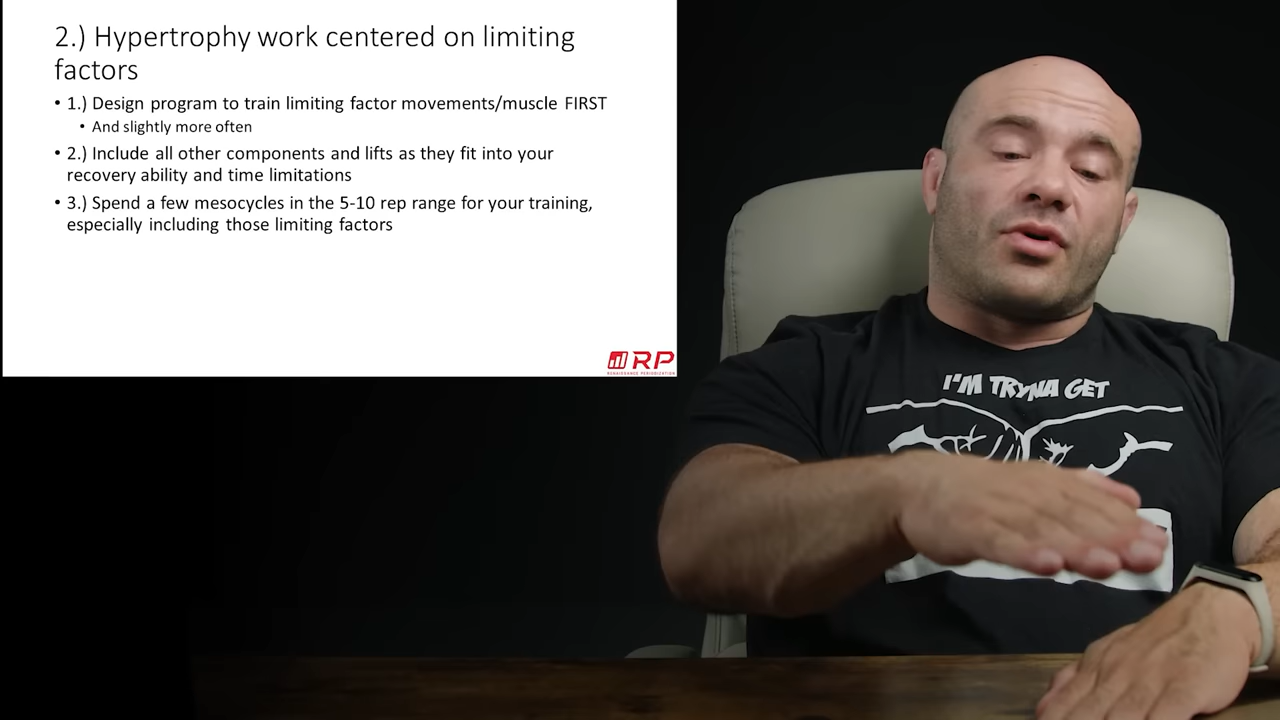 2.) Hypertrophy work centered on limiting
factors
• 1.) Design program to train limiting factor movements/muscle FIRST
• And slightly more often
• 2.) Include all other components and lifts as they fit into your
recovery ability and time limitations
• 3.) Spend a few mesocycles in the 5-10 rep range for your training,
especially including those limiting factors
RP
RENAISSANCE PERIODIZATION
I'M TRYNA GET